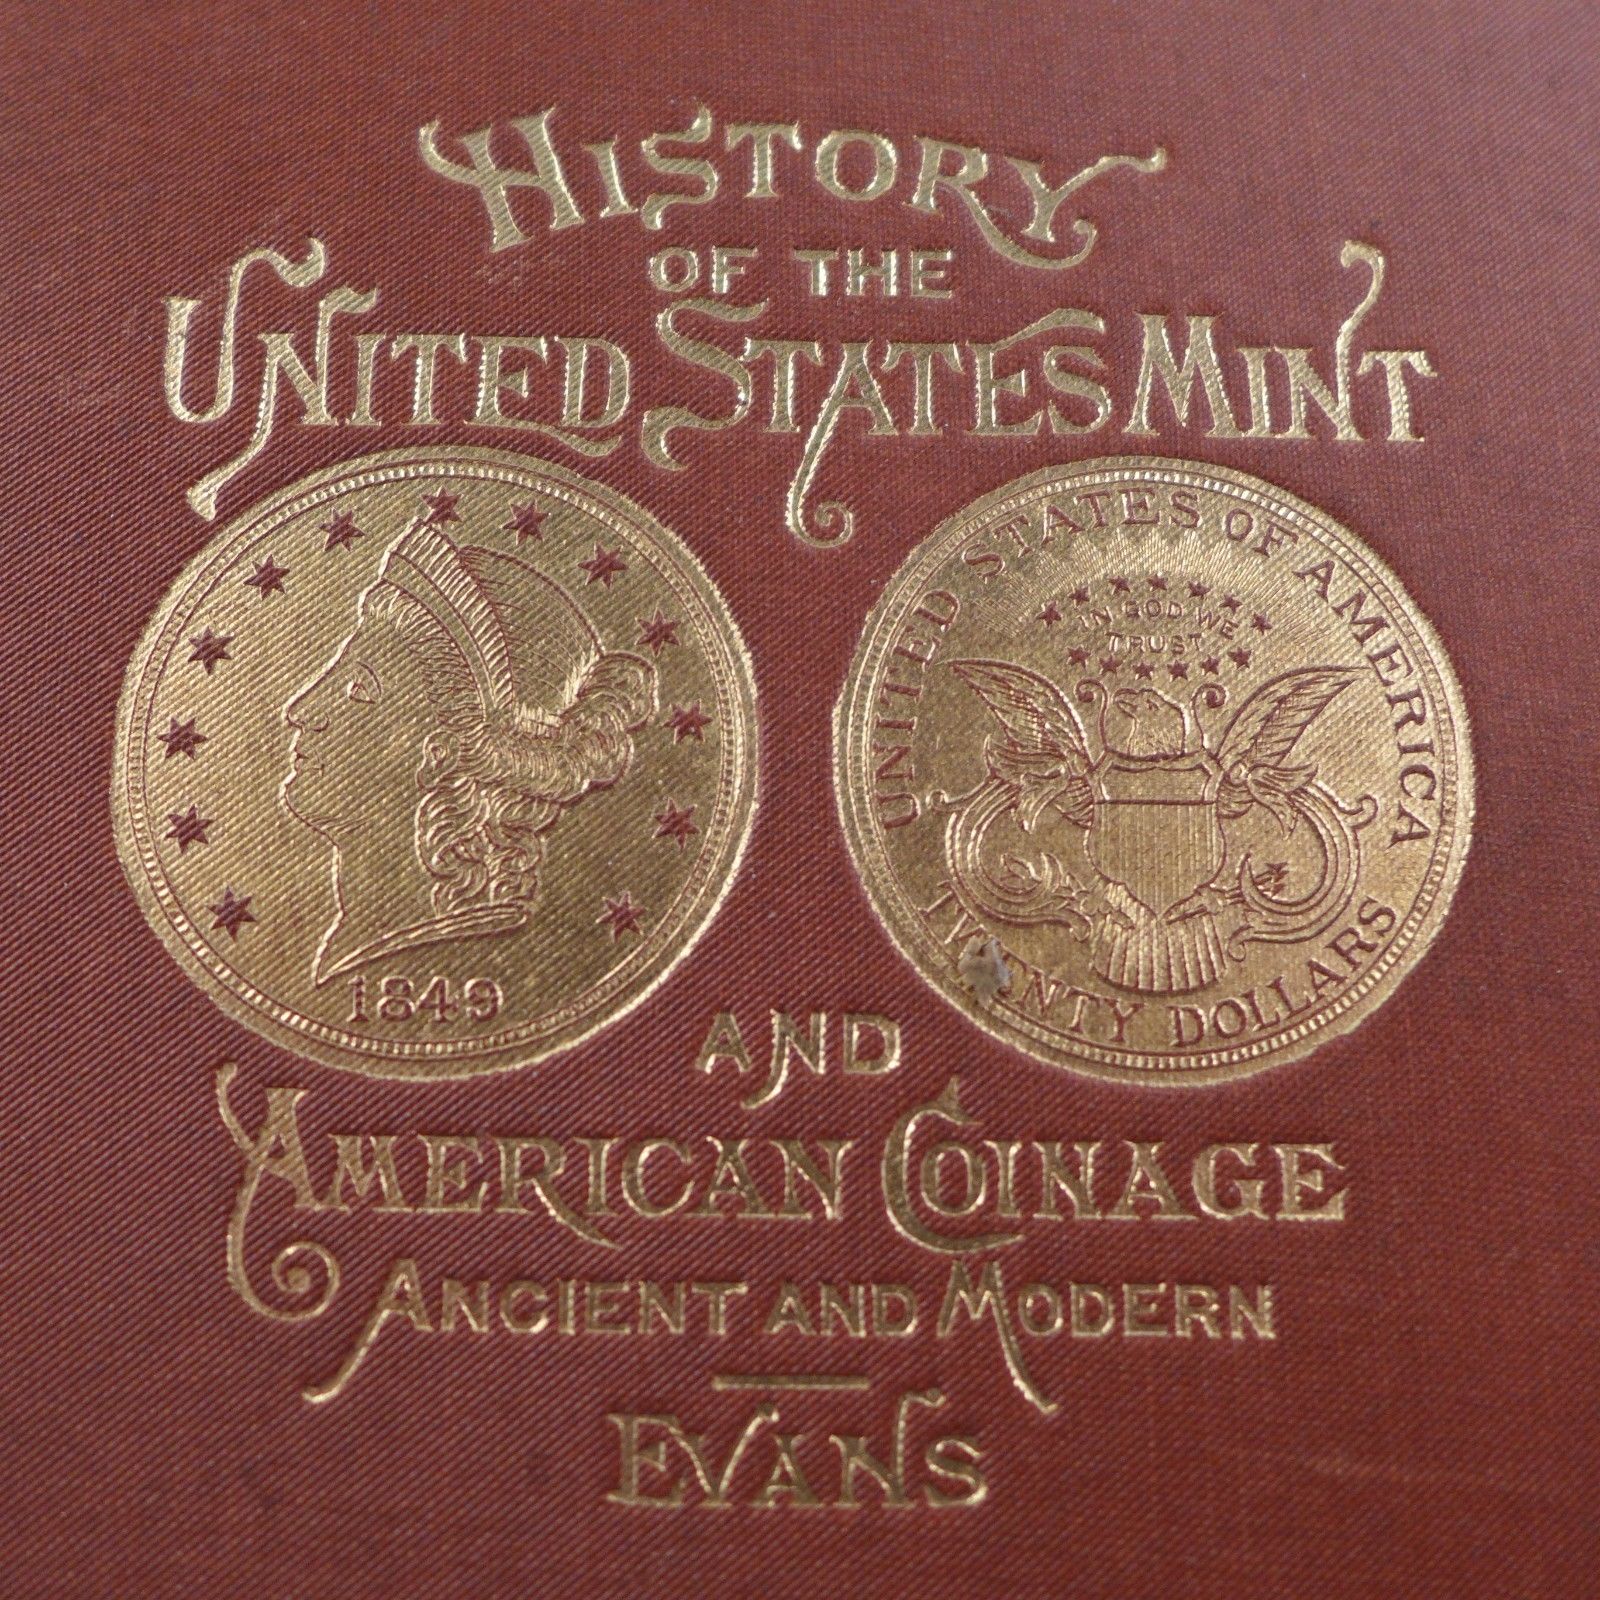 HISTORY
OF THE
UNITED STATES MINT
1849
UNITED STATES OF AMERICA
IN GOD WE
TRUST
TWENTY DOLLARS
AND
AMERICAN COINAGE
ANCIENT AND MODERN
EVANS